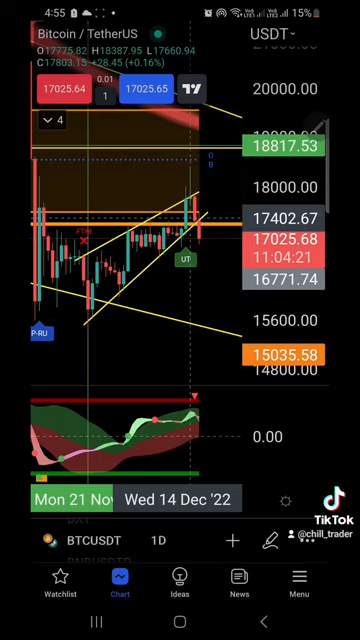 4:55
15%
Bitcoin / TetherUS
USDT
O17775.82 H18387.95 L17660.94
C17803.15 +28.45 (+0.16%)
17025.64
0.01
1
17025.65
4
20000.00
18817.53
O
B
18000.00
17402.67
FTM
17025.68
11:04:21
UT
16771.74
15600.00
P-RU
15035.58
14800.00
0.00
Mon 21 Nov
Wed 14 Dec '22
TikTok
@chill_trader
BTCUSDT
1D
Watchlist
Chart
Ideas
News
Menu